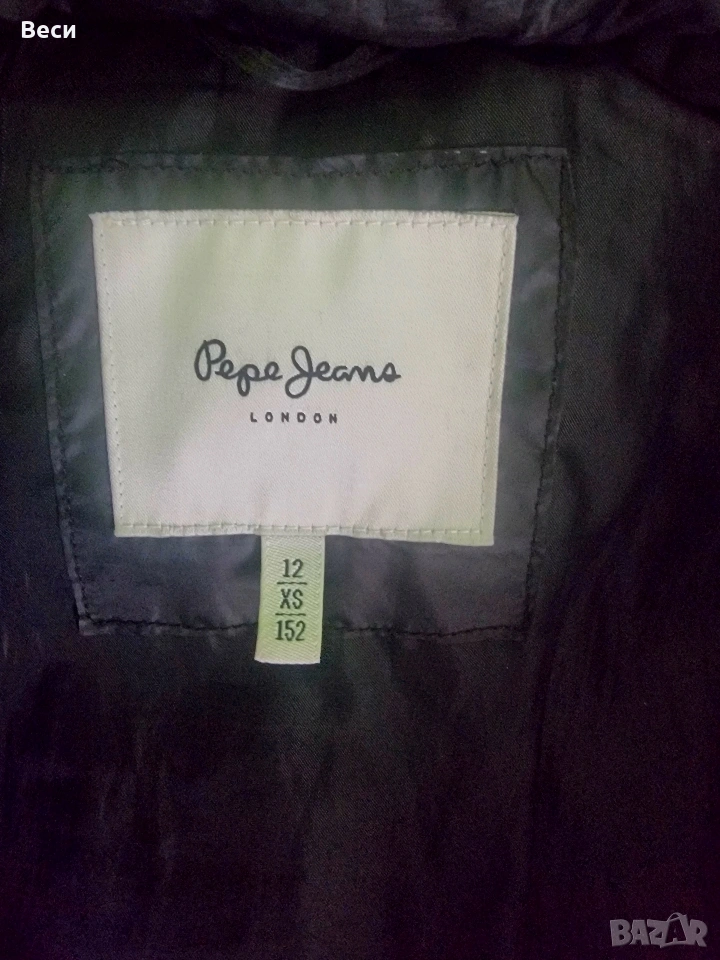 Веси
Pepe Jeans
LONDON
12
XS
152
BAZAR